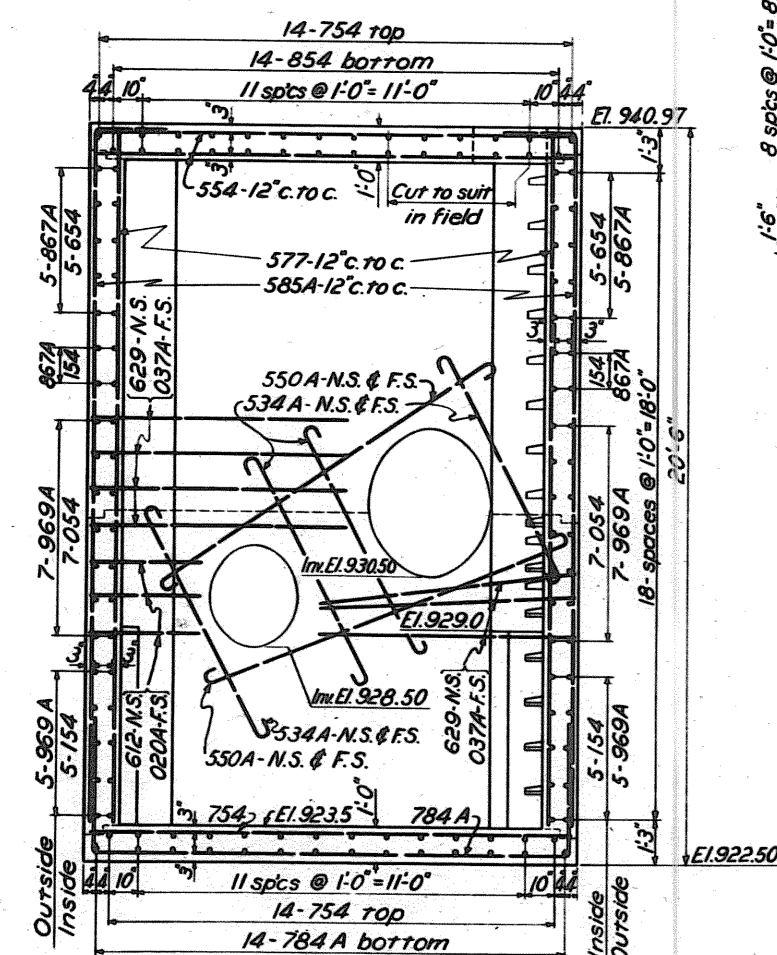 14-754 top
14-854 bottom
4" 4" 10" 11 spcs @ 1'-0" = 11'-0" 10" 4" 4"
El. 940.97
8 spcs @ 1'-0" = 8
1'-6"
3"
3"
1'-0"
1'-3"
554-12" c. to c.
Cut to suit
in field
5-867A
5-654
5-654
5-867A
577-12" c. to c.
585A-12" c. to c.
867A
154
629-N.S.
037A-F.S.
3" 3"
154
867A
550A-N.S. ₵ F.S.
534A-N.S. ₵ F.S.
18-spaces @ 1'-0" = 18'-0"
20'-6"
7-969A
7-054
7-054
7-969A
Inv. El. 930.50
El. 929.0
3" 3"
612-N.S.
020A-F.S.
Inv. El. 928.50
629-N.S.
037A-F.S.
534A-N.S. ₵ F.S.
550A-N.S. ₵ F.S.
5-969A
5-154
5-154
5-969A
754
El. 923.5
1'-0"
784A
3"
3"
1'-3"
El. 922.50
4" 4" 10" 11 spcs @ 1'-0" = 11'-0" 10" 4" 4"
Outside
Inside
Inside
Outside
14-754 top
14-784A bottom